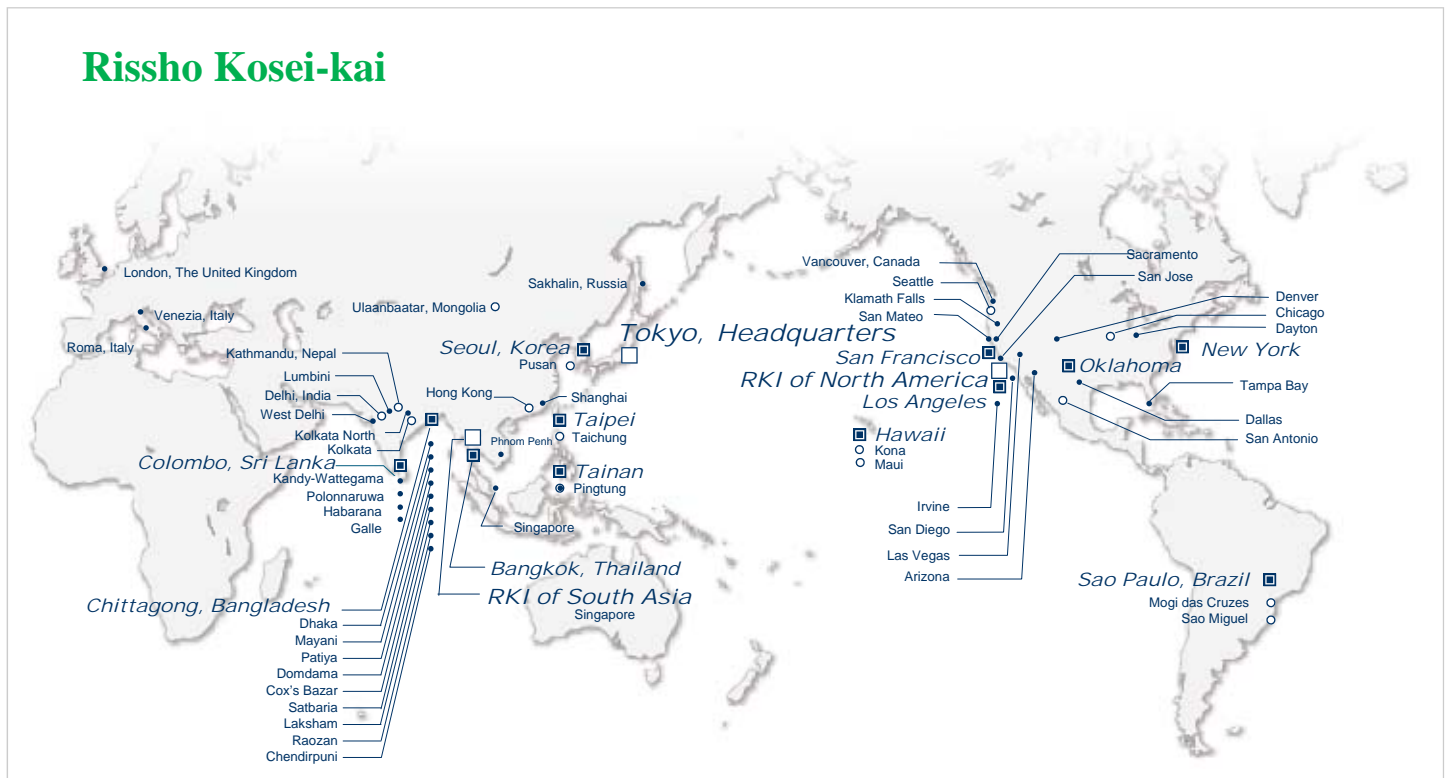 Rissho Kosei-kai
London, The United Kingdom
Venezia, Italy
Roma, Italy
Ulaanbaatar, Mongolia
Sakhalin, Russia
Tokyo, Headquarters
Seoul, Korea
Pusan
Kathmandu, Nepal
Lumbini
Delhi, India
West Delhi
Kolkata North
Kolkata
Hong Kong
Shanghai
Taipei
Taichung
Phnom Penh
Tainan
Pingtung
Colombo, Sri Lanka
Kandy-Wattegama
Polonnaruwa
Habarana
Galle
Singapore
Bangkok, Thailand
RKI of South Asia
Singapore
Chittagong, Bangladesh
Dhaka
Mayani
Patiya
Domdama
Cox's Bazar
Satbaria
Laksham
Raozan
Chendirpuni
Vancouver, Canada
Seattle
Klamath Falls
San Mateo
Sacramento
San Jose
San Francisco
RKI of North America
Los Angeles
Hawaii
Kona
Maui
Irvine
San Diego
Las Vegas
Arizona
Denver
Chicago
Dayton
New York
Oklahoma
Tampa Bay
Dallas
San Antonio
Sao Paulo, Brazil
Mogi das Cruzes
Sao Miguel